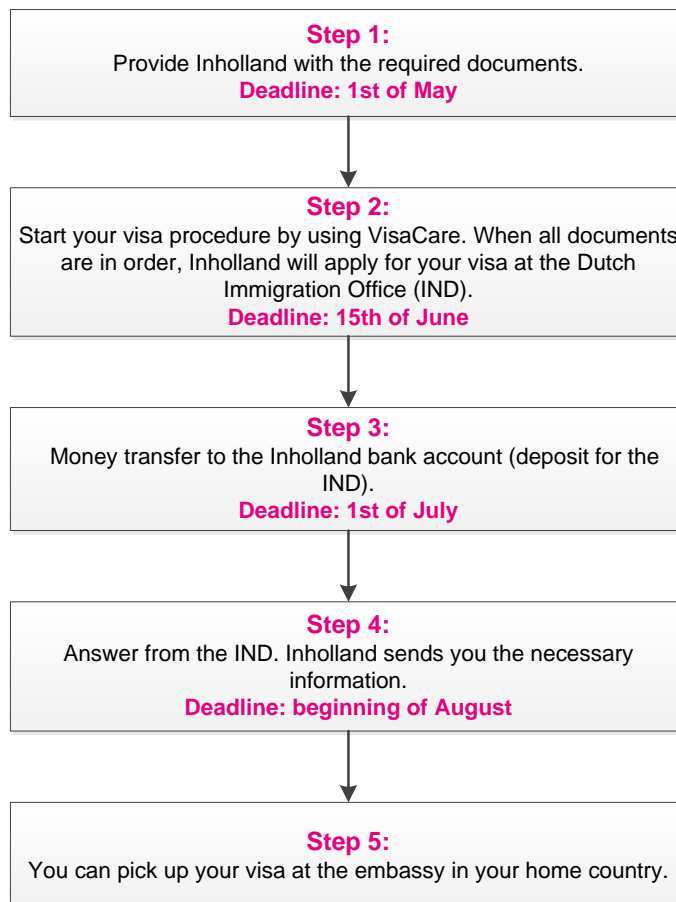 Step 1:
Provide Inholland with the required documents.
Deadline: 1st of May
Step 2:
Start your visa procedure by using VisaCare. When all documents
are in order, Inholland will apply for your visa at the Dutch
Immigration Office (IND).
Deadline: 15th of June
Step 3:
Money transfer to the Inholland bank account (deposit for the
IND).
Deadline: 1st of July
Step 4:
Answer from the IND. Inholland sends you the necessary
information.
Deadline: beginning of August
Step 5:
You can pick up your visa at the embassy in your home country.